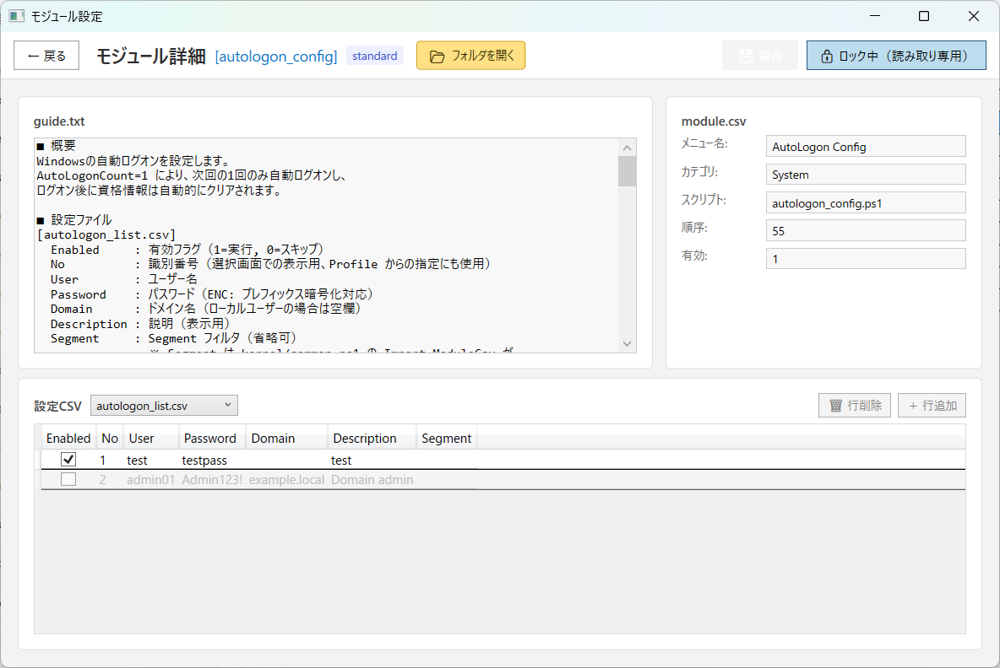 モジュール設定
← 戻る
モジュール詳細 [autologon_config] standard
フォルダを開く
保存
ロック中（読み取り専用）
guide.txt
■ 概要
Windowsの自動ログオンを設定します。
AutoLogonCount=1 により、次回の1回のみ自動ログオンし、
ログオン後に資格情報は自動的にクリアされます。
■ 設定ファイル
[autologon_list.csv]
Enabled : 有効フラグ（1=実行, 0=スキップ）
No : 識別番号（選択画面での表示用、Profile からの指定にも使用）
User : ユーザー名
Password : パスワード（ENC: プレフィックス暗号化対応）
Domain : ドメイン名（ローカルユーザーの場合は空欄）
Description : 説明（表示用）
Segment : Segment フィルタ（省略可）
※ Segment は kernel/common.ps1 の Import-ModuleCsv が
module.csv
メニュー名: AutoLogon Config
カテゴリ: System
スクリプト: autologon_config.ps1
順序: 55
有効: 1
設定CSV autologon_list.csv
行削除
+ 行追加
Enabled No User Password Domain Description Segment
1 test testpass test
2 admin01 Admin123! example.local Domain admin